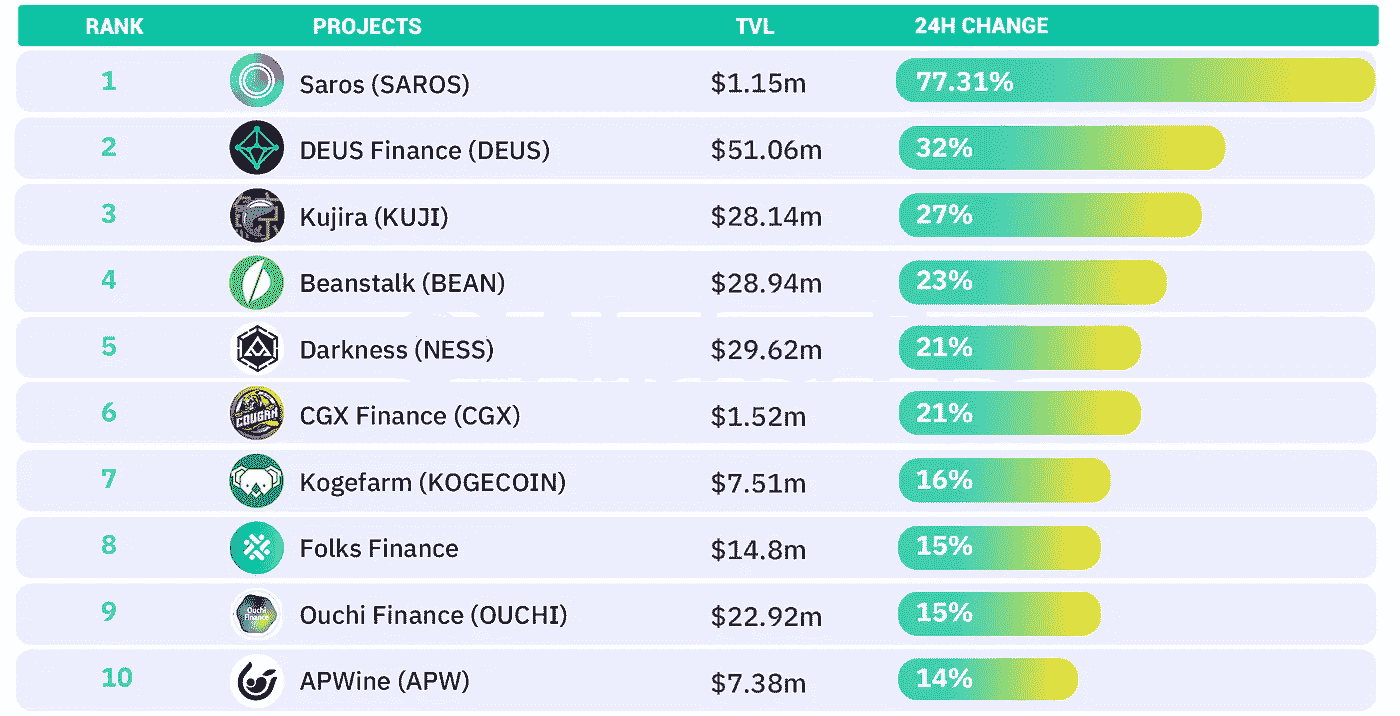 RANK PROJECTS TVL 24H CHANGE
1 Saros (SAROS) $1.15m 77.31%
2 DEUS Finance (DEUS) $51.06m 32%
3 Kujira (KUJI) $28.14m 27%
4 Beanstalk (BEAN) $28.94m 23%
5 Darkness (NESS) $29.62m 21%
6 COUGAR CGX Finance (CGX) $1.52m 21%
7 Kogefarm (KOGECOIN) $7.51m 16%
8 Folks Finance $14.8m 15%
9 Ouchi Finance Ouchi Finance (OUCHI) $22.92m 15%
10 APWine (APW) $7.38m 14%